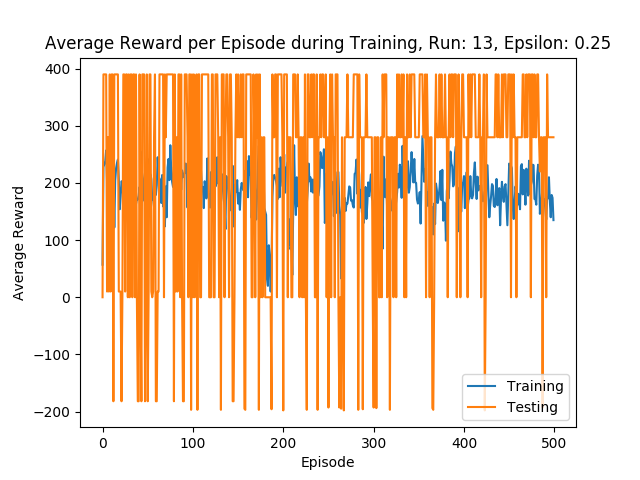 Average Reward per Episode during Training, Run: 13, Epsilon: 0.25
400
300
200
100
0
−100
−200
Average Reward
0 100 200 300 400 500
Episode
Training
Testing